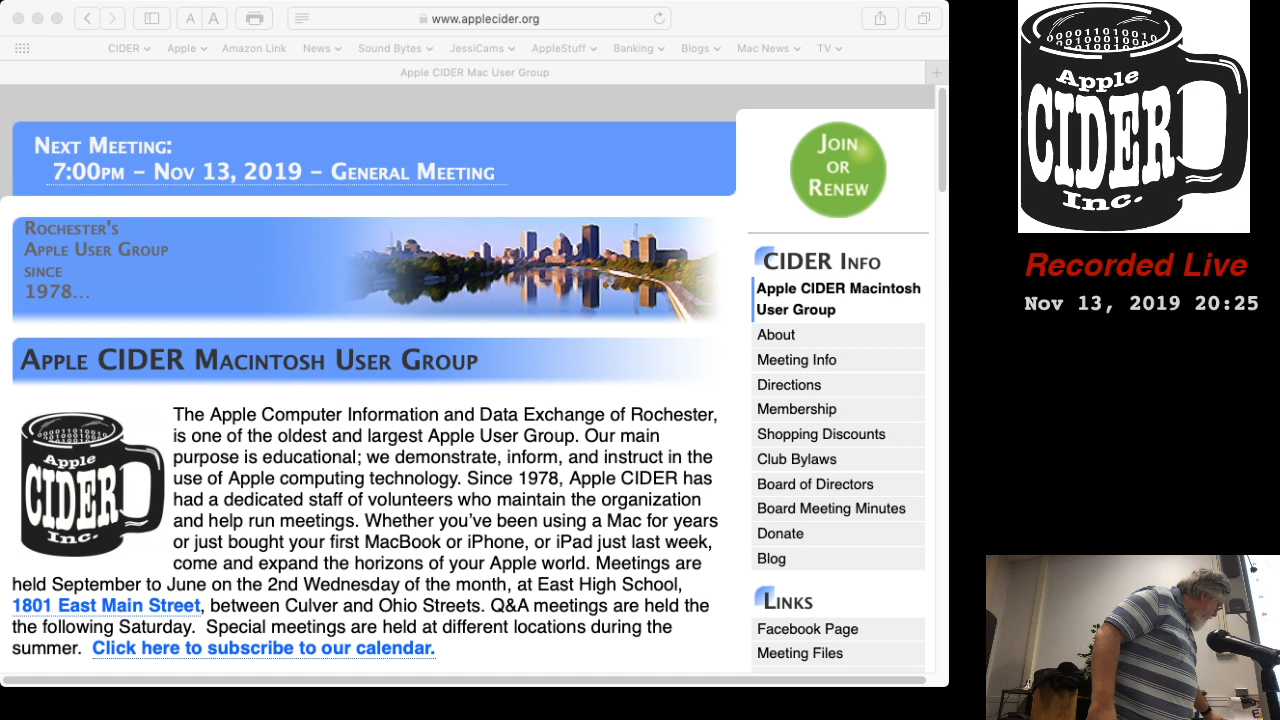 www.applecider.org
A A
CIDER Apple Amazon Link News Sound Bytes JessiCams AppleStuff Banking Blogs Mac News TV
Apple CIDER Mac User Group
Next Meeting:
7:00pm – Nov 13, 2019 – General Meeting
Rochester's
Apple User Group
since
1978...
Apple CIDER Macintosh User Group
Apple
CIDER
Inc.
The Apple Computer Information and Data Exchange of Rochester,
is one of the oldest and largest Apple User Group. Our main
purpose is educational; we demonstrate, inform, and instruct in the
use of Apple computing technology. Since 1978, Apple CIDER has
had a dedicated staff of volunteers who maintain the organization
and help run meetings. Whether you’ve been using a Mac for years
or just bought your first MacBook or iPhone, or iPad just last week,
come and expand the horizons of your Apple world. Meetings are
held September to June on the 2nd Wednesday of the month, at East High School,
1801 East Main Street, between Culver and Ohio Streets. Q&A meetings are held the
the following Saturday.  Special meetings are held at different locations during the
summer.  Click here to subscribe to our calendar.
Join
or
Renew
CIDER Info
Apple CIDER Macintosh
User Group
About
Meeting Info
Directions
Membership
Shopping Discounts
Club Bylaws
Board of Directors
Board Meeting Minutes
Donate
Blog
Links
Facebook Page
Meeting Files
Apple
CIDER
Inc.
Recorded Live
Nov 13, 2019 20:25